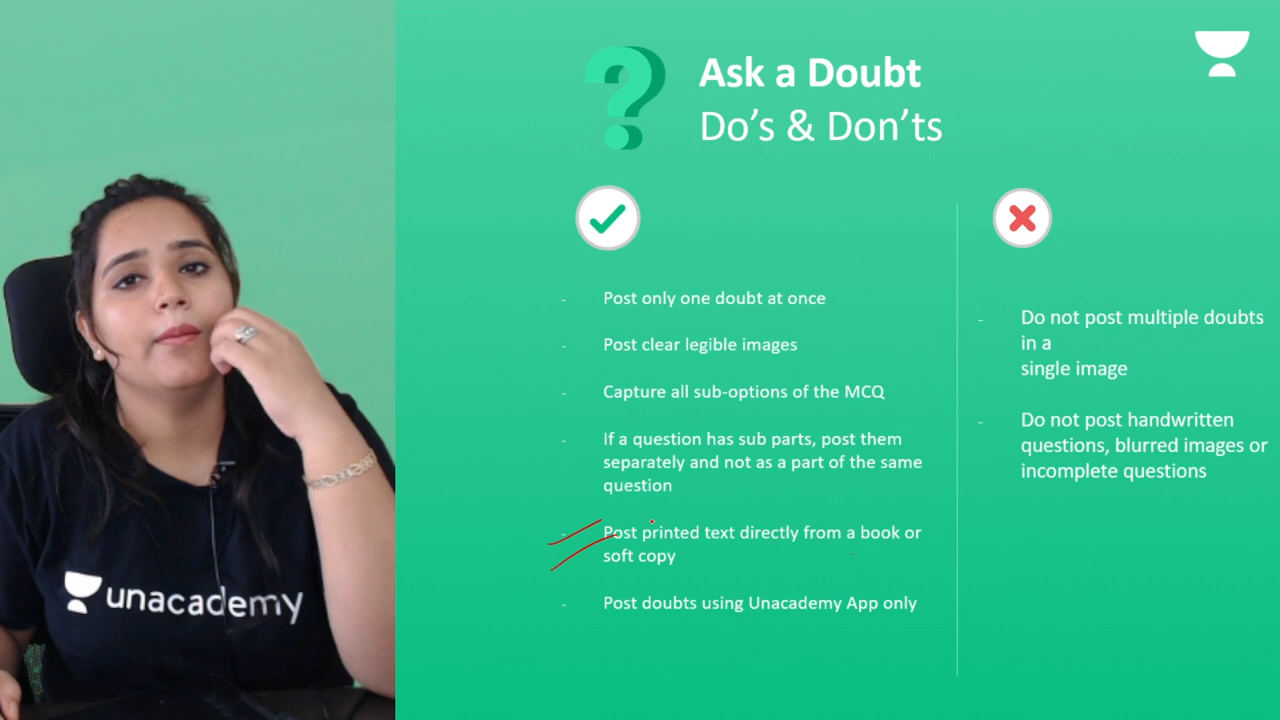 Ask a Doubt
Do's & Don'ts
- Post only one doubt at once
- Post clear legible images
- Capture all sub-options of the MCQ
- If a question has sub parts, post them
separately and not as a part of the same
question
- Post printed text directly from a book or
soft copy
- Post doubts using Unacademy App only
- Do not post multiple doubts
in a
single image
- Do not post handwritten
questions, blurred images or
incomplete questions
unacademy